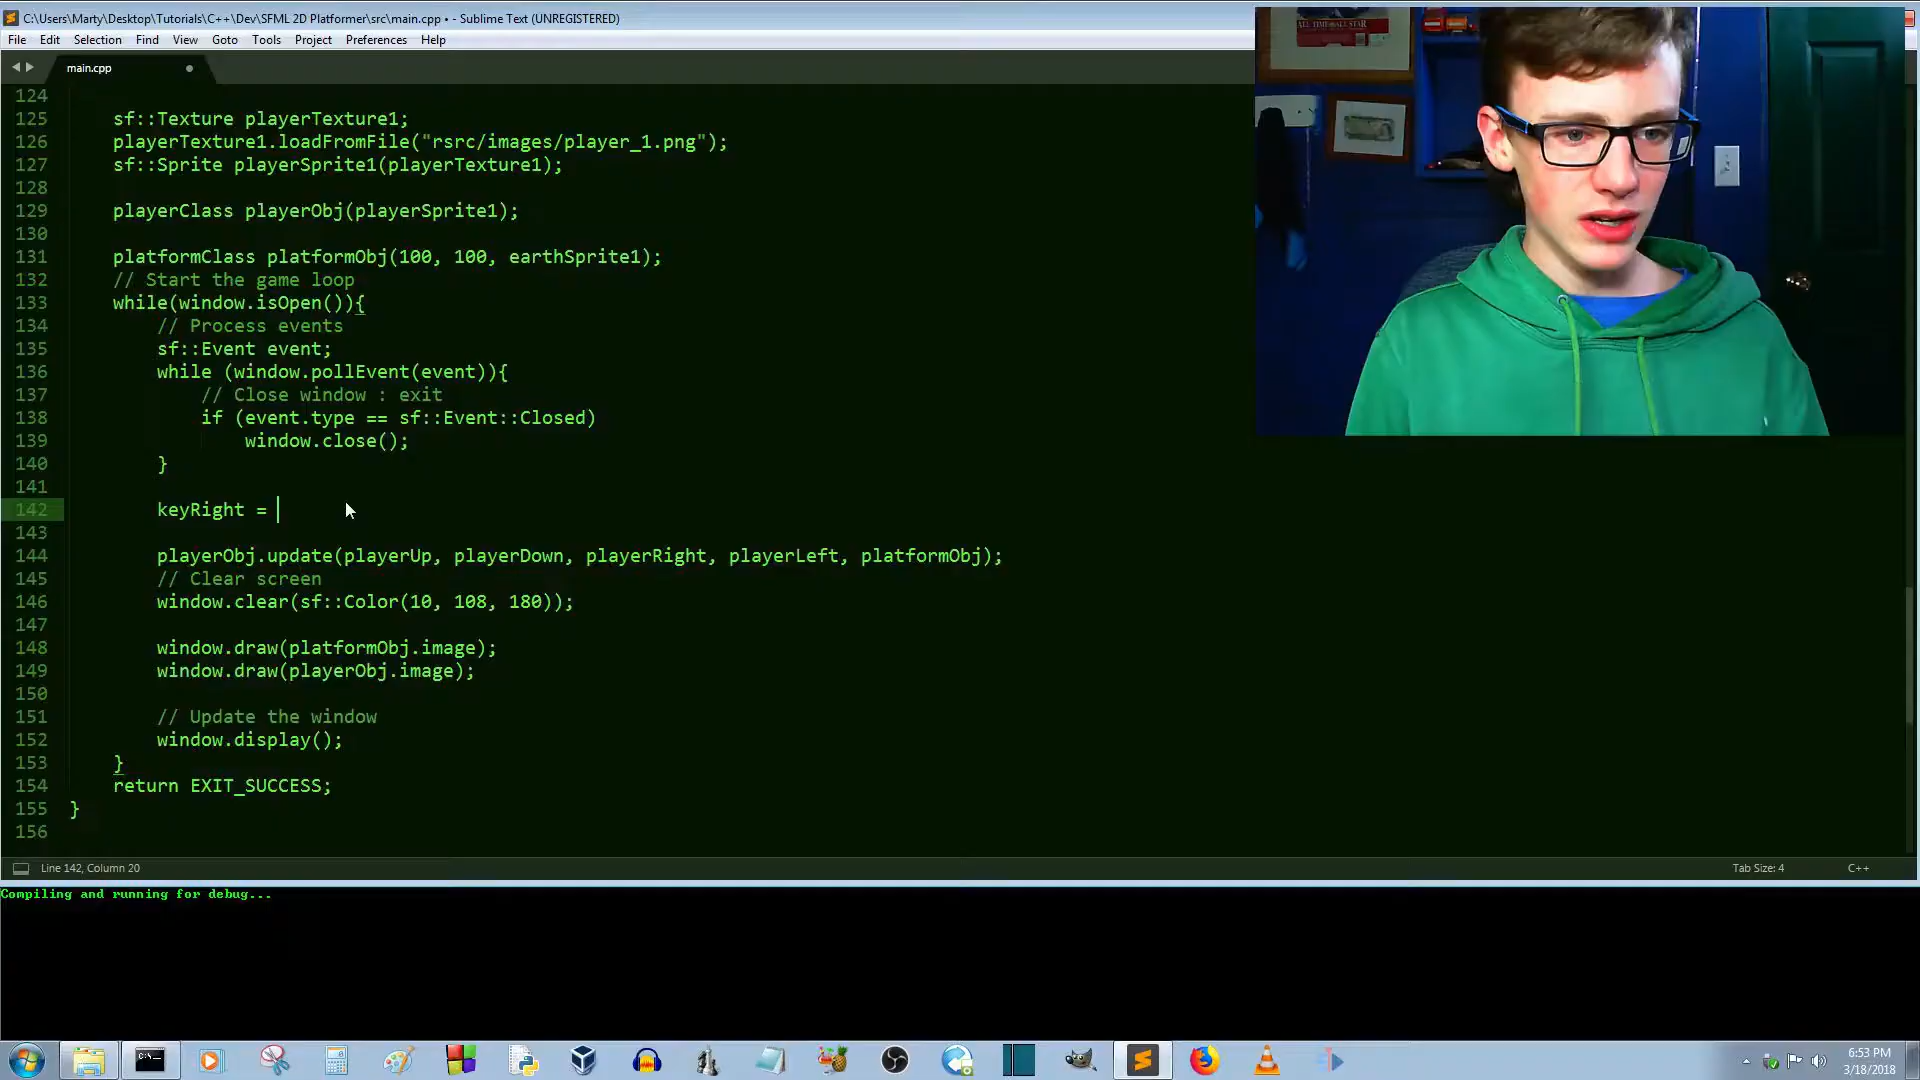 C:\Users\Marty\Desktop\Tutorials\C++\Dev\SFML 2D Platformer\src\main.cpp • - Sublime Text (UNREGISTERED)
File Edit Selection Find View Goto Tools Project Preferences Help
main.cpp
ALL TIME ALL STAR
124
125 sf::Texture playerTexture1;
126 playerTexture1.loadFromFile("rsrc/images/player_1.png");
127 sf::Sprite playerSprite1(playerTexture1);
128
129 playerClass playerObj(playerSprite1);
130
131 platformClass platformObj(100, 100, earthSprite1);
132 // Start the game loop
133 while(window.isOpen()){
134 // Process events
135 sf::Event event;
136 while (window.pollEvent(event)){
137 // Close window : exit
138 if (event.type == sf::Event::Closed)
139 window.close();
140 }
141
142 keyRight =
143
144 playerObj.update(playerUp, playerDown, playerRight, playerLeft, platformObj);
145 // Clear screen
146 window.clear(sf::Color(10, 108, 180));
147
148 window.draw(platformObj.image);
149 window.draw(playerObj.image);
150
151 // Update the window
152 window.display();
153 }
154 return EXIT_SUCCESS;
155 }
156
Line 142, Column 20 Tab Size: 4 C++
Compiling and running for debug...
6:53 PM
3/18/2018